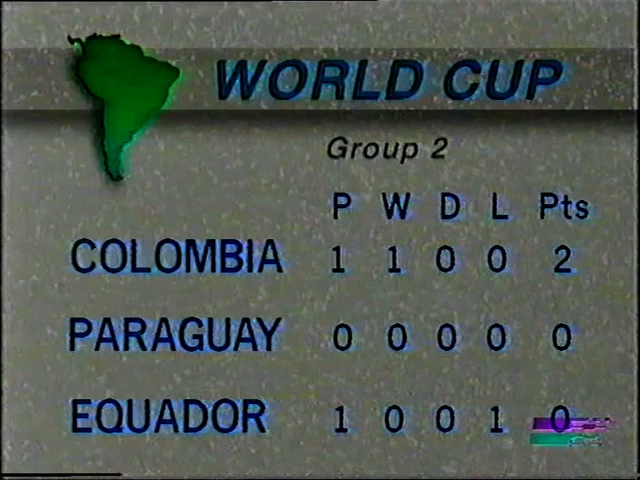 WORLD CUP
Group 2
P W D L Pts
COLOMBIA 1 1 0 0 2
PARAGUAY 0 0 0 0 0
EQUADOR 1 0 0 1 0